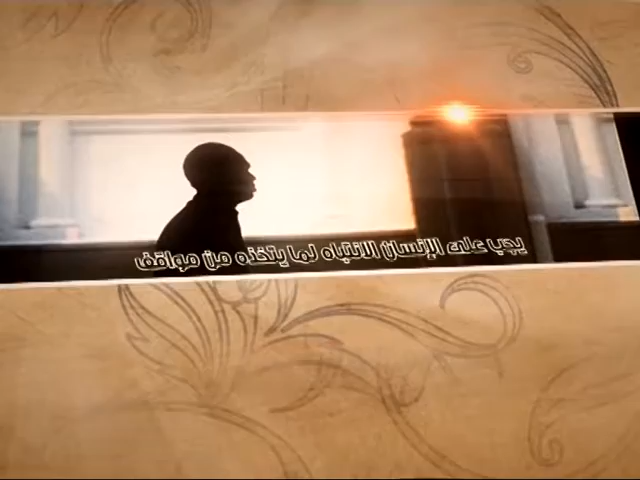 يجب على الإنسان الانتباه لما يتخذه من مواقف